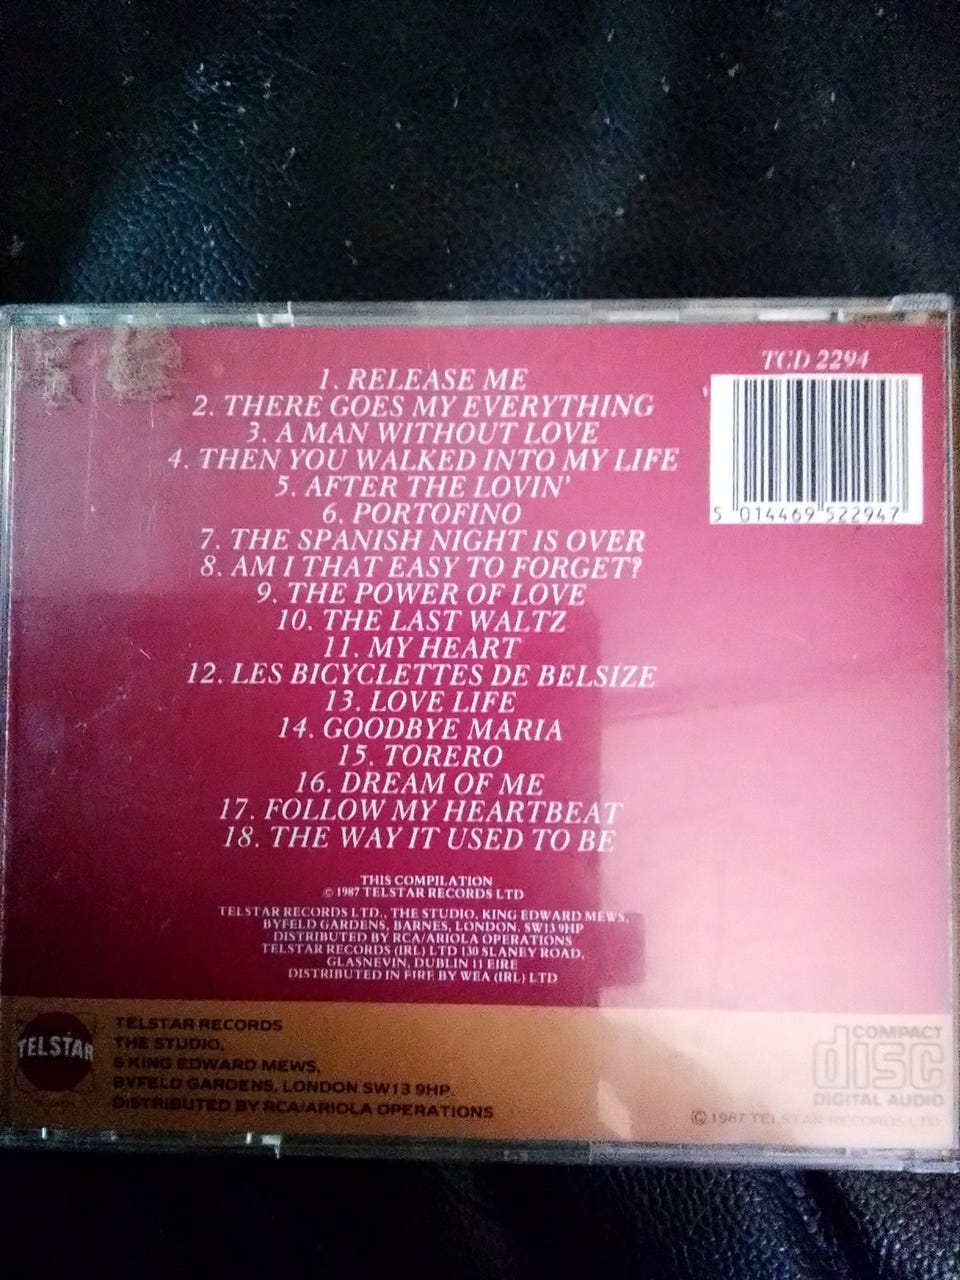 TCD 2294
5 014469 522947
1. RELEASE ME
2. THERE GOES MY EVERYTHING
3. A MAN WITHOUT LOVE
4. THEN YOU WALKED INTO MY LIFE
5. AFTER THE LOVIN'
6. PORTOFINO
7. THE SPANISH NIGHT IS OVER
8. AM I THAT EASY TO FORGET?
9. THE POWER OF LOVE
10. THE LAST WALTZ
11. MY HEART
12. LES BICYCLETTES DE BELSIZE
13. LOVE LIFE
14. GOODBYE MARIA
15. TORERO
16. DREAM OF ME
17. FOLLOW MY HEARTBEAT
18. THE WAY IT USED TO BE
THIS COMPILATION
© 1987 TELSTAR RECORDS LTD
TELSTAR RECORDS LTD., THE STUDIO, KING EDWARD MEWS,
BYFELD GARDENS, BARNES, LONDON, SW13 9HP
DISTRIBUTED BY RCA/ARIOLA OPERATIONS
TELSTAR RECORDS (IRL) LTD 130 SLANEY ROAD,
GLASNEVIN, DUBLIN 11 EIRE
DISTRIBUTED IN EIRE BY WEA (IRL) LTD
TELSTAR
TELSTAR RECORDS
THE STUDIO,
5 KING EDWARD MEWS,
BYFELD GARDENS, LONDON SW13 9HP.
DISTRIBUTED BY RCA/ARIOLA OPERATIONS
COMPACT
disc
DIGITAL AUDIO
© 1987 TELSTAR RECORDS LTD